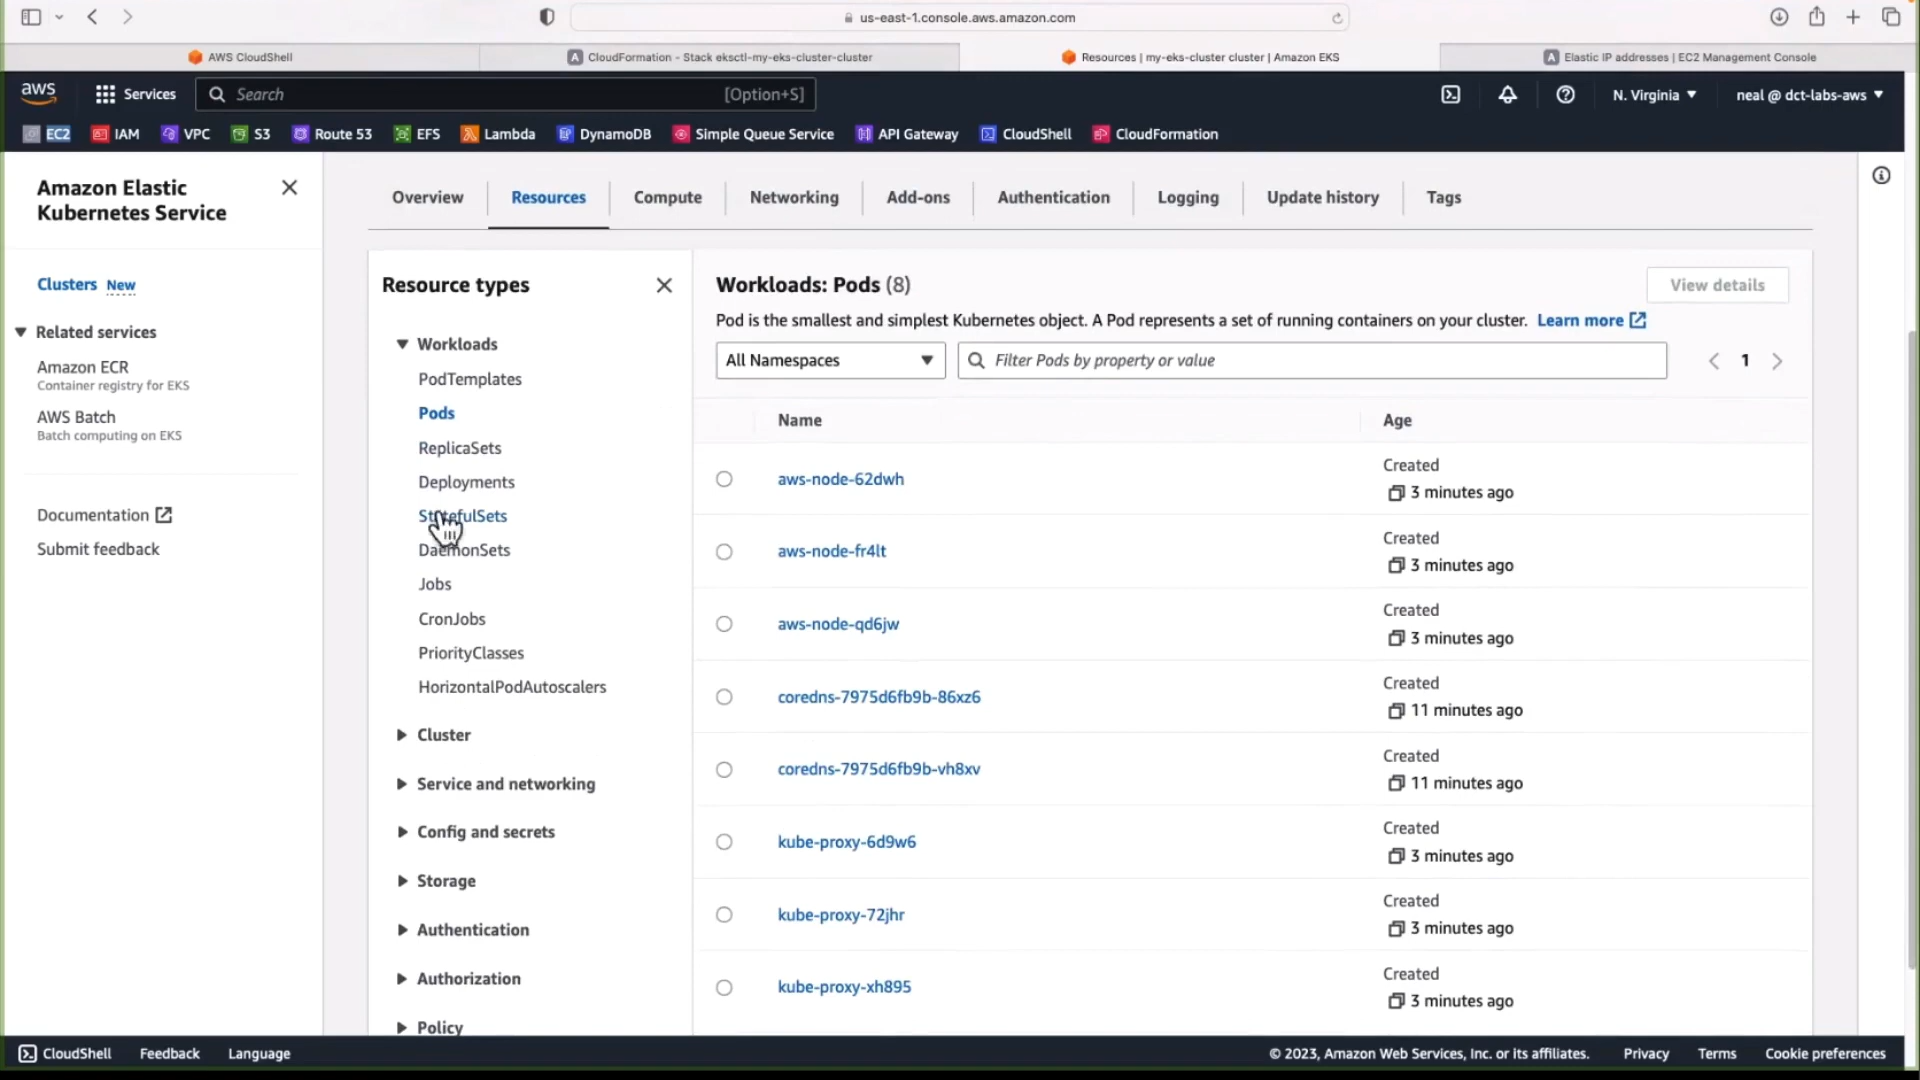 us-east-1.console.aws.amazon.com
AWS CloudShell
CloudFormation - Stack eksctl-my-eks-cluster-cluster
Resources | my-eks-cluster cluster | Amazon EKS
Elastic IP addresses | EC2 Management Console
aws
Services
Search
[Option+S]
N. Virginia
neal @ dct-labs-aws
EC2
IAM
VPC
S3
Route 53
EFS
Lambda
DynamoDB
Simple Queue Service
API Gateway
CloudShell
CloudFormation
Amazon Elastic
Kubernetes Service
Clusters New
Related services
Amazon ECR
Container registry for EKS
AWS Batch
Batch computing on EKS
Documentation
Submit feedback
Overview
Resources
Compute
Networking
Add-ons
Authentication
Logging
Update history
Tags
Resource types
Workloads
PodTemplates
Pods
ReplicaSets
Deployments
StatefulSets
DaemonSets
Jobs
CronJobs
PriorityClasses
HorizontalPodAutoscalers
Cluster
Service and networking
Config and secrets
Storage
Authentication
Authorization
Policy
Workloads: Pods (8)
View details
Pod is the smallest and simplest Kubernetes object. A Pod represents a set of running containers on your cluster. Learn more
All Namespaces
Filter Pods by property or value
1
Name
Age
aws-node-62dwh
Created
3 minutes ago
aws-node-fr4lt
Created
3 minutes ago
aws-node-qd6jw
Created
3 minutes ago
coredns-7975d6fb9b-86xz6
Created
11 minutes ago
coredns-7975d6fb9b-vh8xv
Created
11 minutes ago
kube-proxy-6d9w6
Created
3 minutes ago
kube-proxy-72jhr
Created
3 minutes ago
kube-proxy-xh895
Created
3 minutes ago
CloudShell
Feedback
Language
© 2023, Amazon Web Services, Inc. or its affiliates.
Privacy
Terms
Cookie preferences